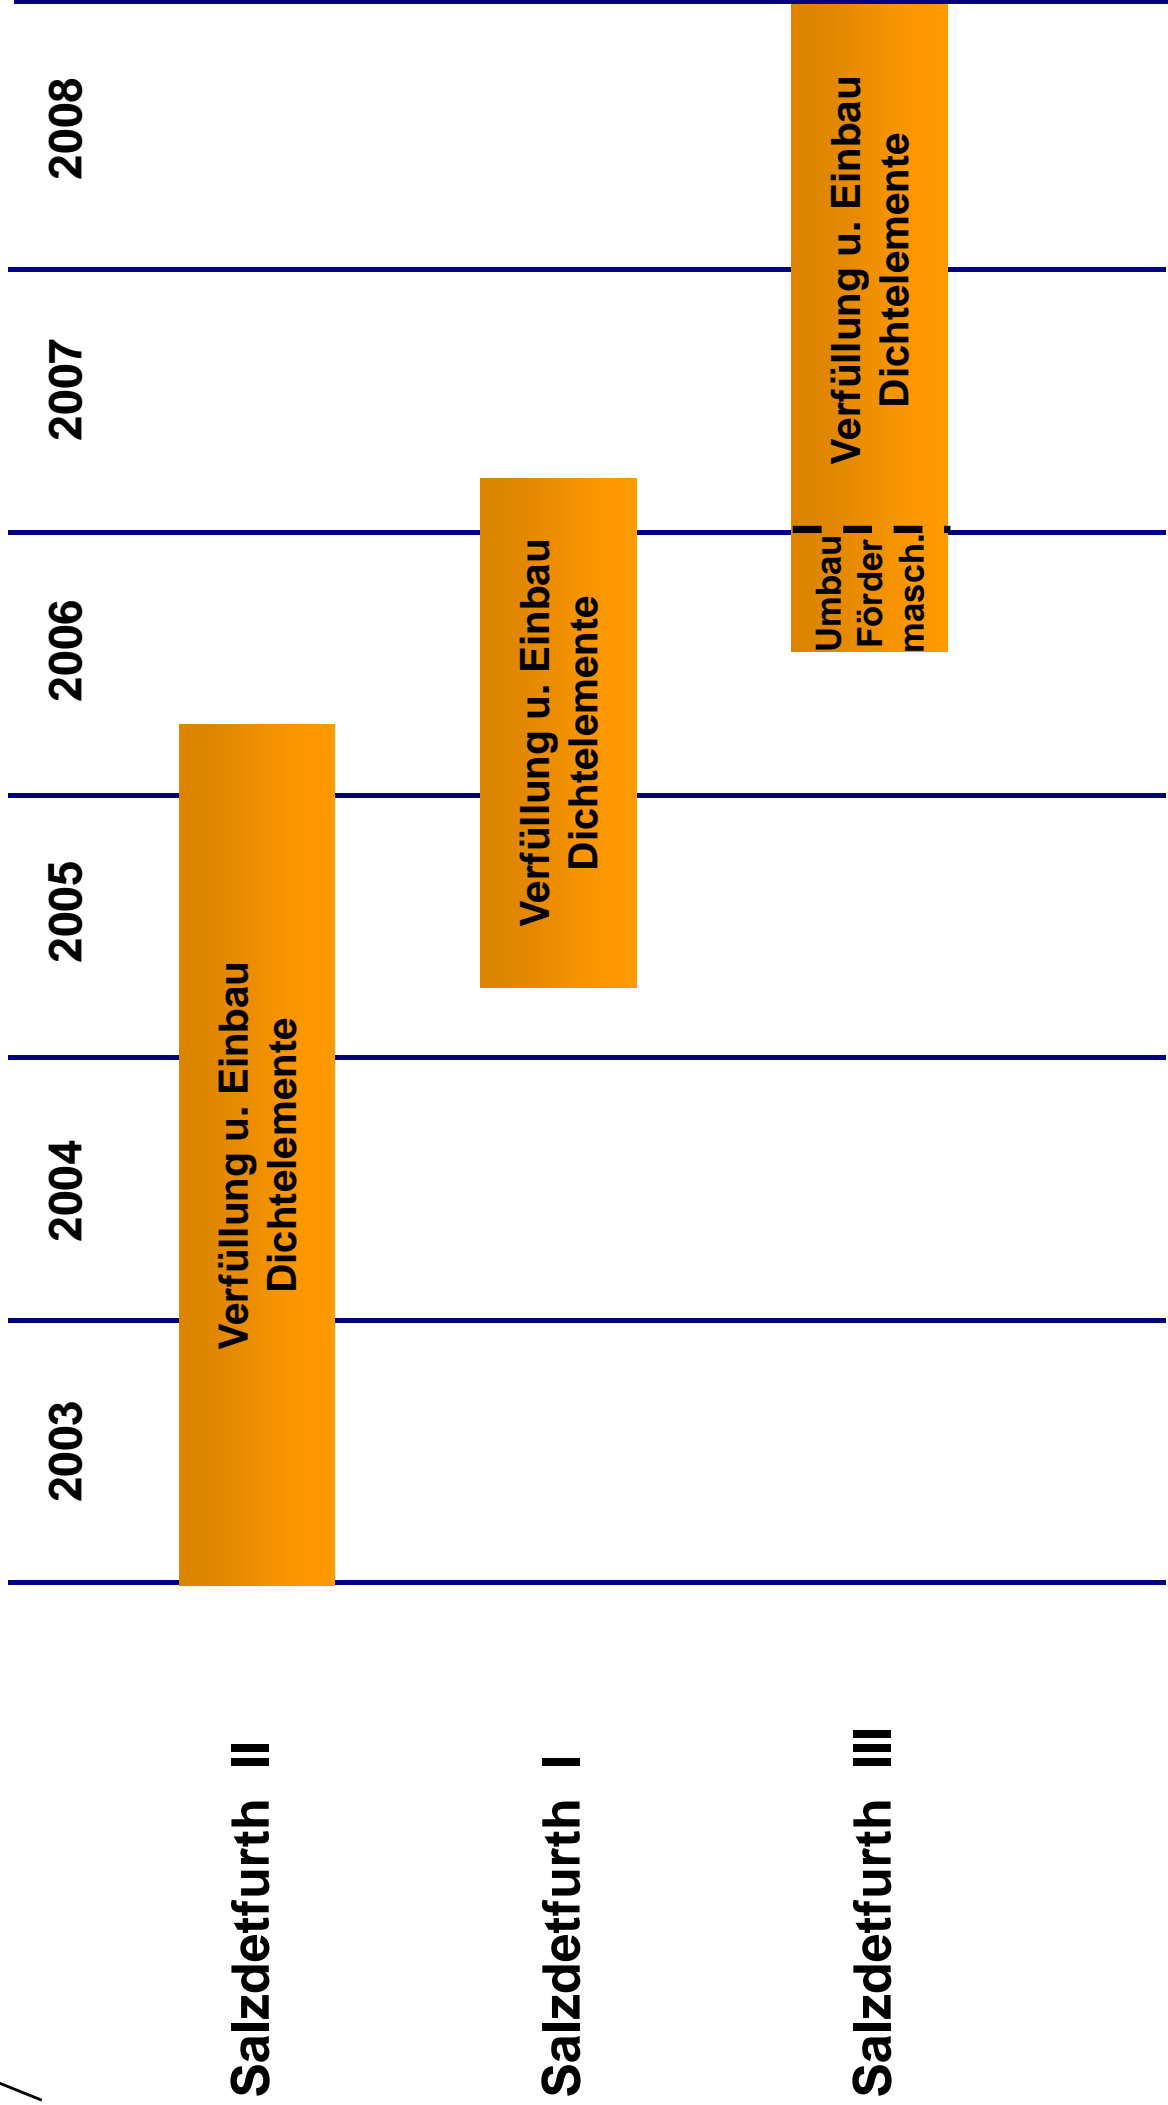 2003
2004
2005
2006
2007
2008
Salzdetfurth II
Verfüllung u. Einbau
Dichtelemente
Salzdetfurth I
Verfüllung u. Einbau
Dichtelemente
Salzdetfurth III
Umbau
Förder
masch.
Verfüllung u. Einbau
Dichtelemente